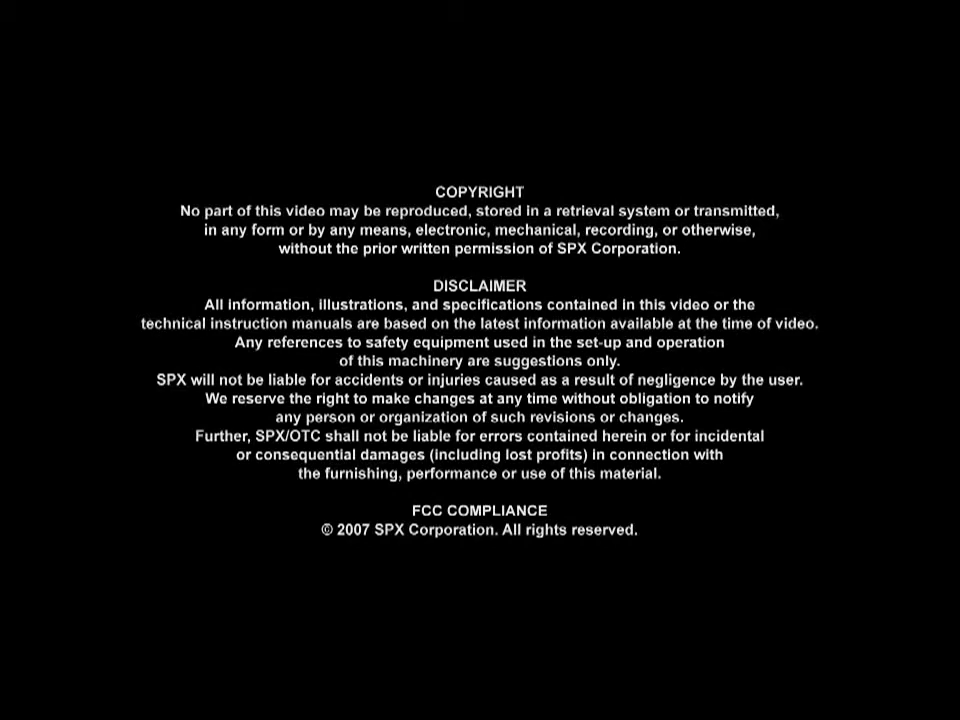 COPYRIGHT
No part of this video may be reproduced, stored in a retrieval system or transmitted,
in any form or by any means, electronic, mechanical, recording, or otherwise,
without the prior written permission of SPX Corporation.
DISCLAIMER
All information, illustrations, and specifications contained in this video or the
technical instruction manuals are based on the latest information available at the time of video.
Any references to safety equipment used in the set-up and operation
of this machinery are suggestions only.
SPX will not be liable for accidents or injuries caused as a result of negligence by the user.
We reserve the right to make changes at any time without obligation to notify
any person or organization of such revisions or changes.
Further, SPX/OTC shall not be liable for errors contained herein or for incidental
or consequential damages (including lost profits) in connection with
the furnishing, performance or use of this material.
FCC COMPLIANCE
© 2007 SPX Corporation. All rights reserved.